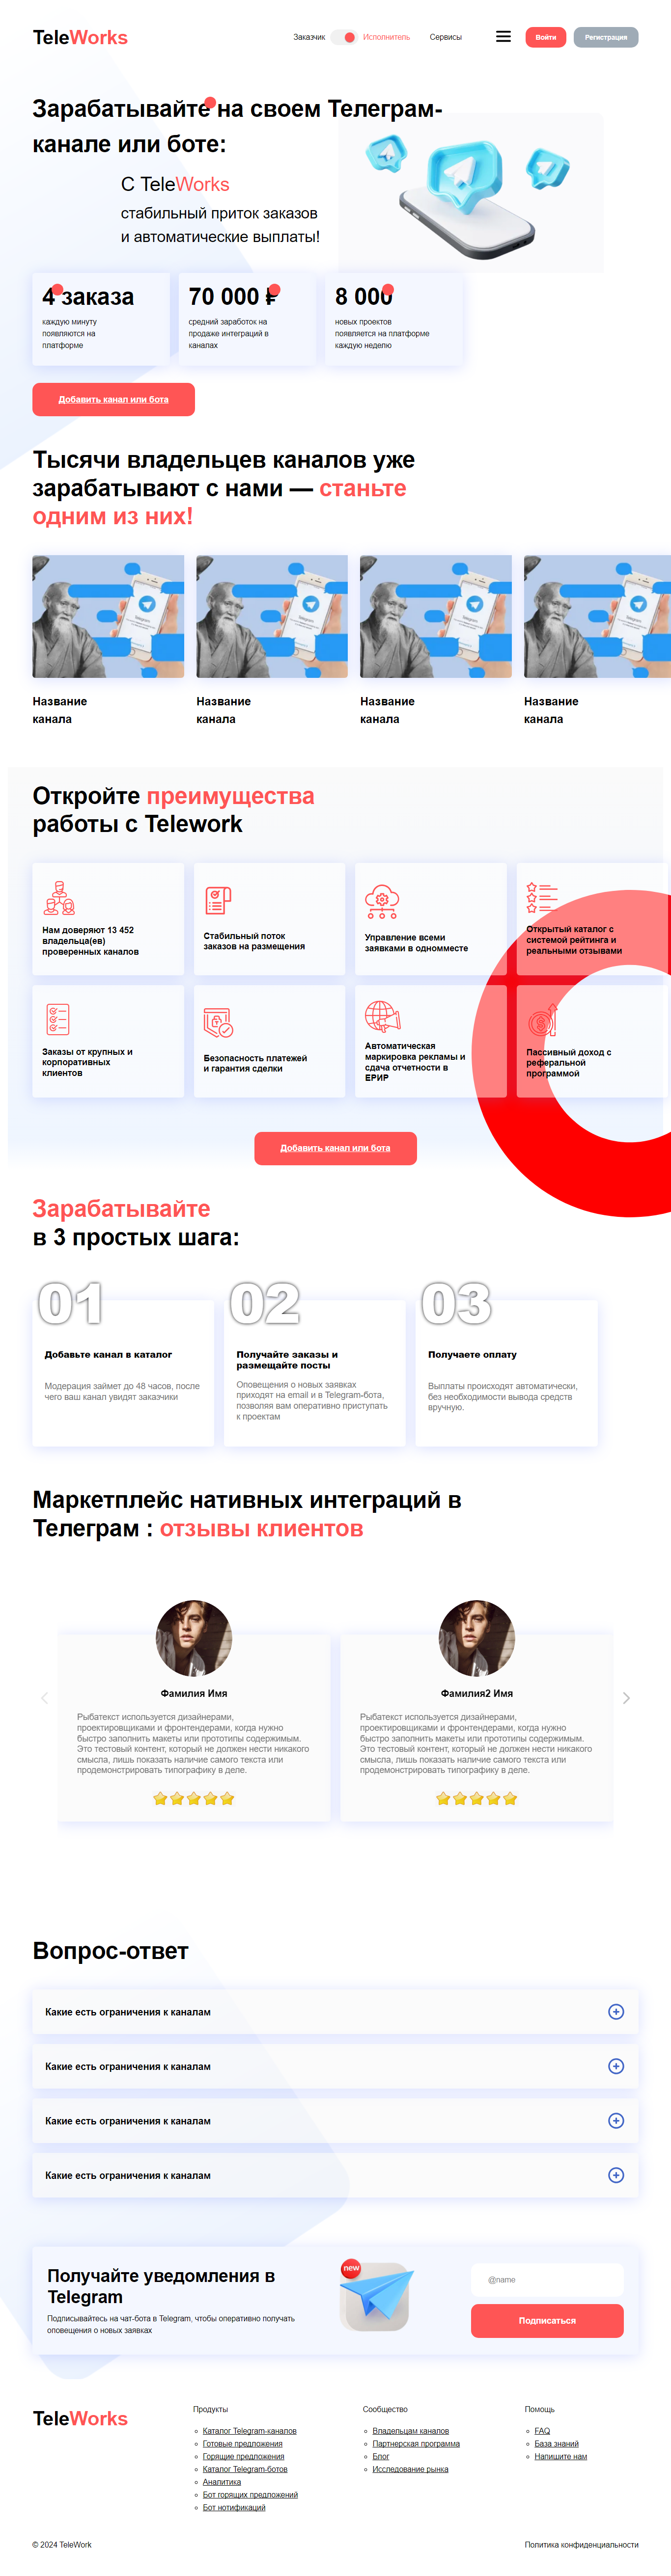 TeleWorks
Заказчик
Исполнитель
Сервисы
Войти
Регистрация
Зарабатывайте на своем Телеграм-
канале или боте:
С TeleWorks
стабильный приток заказов
и автоматические выплаты!
4 заказа
каждую минуту
появляются на
платформе
70 000 ₽
средний заработок на
продаже интеграций в
каналах
8 000
новых проектов
появляется на платформе
каждую неделю
Добавить канал или бота
Тысячи владельцев каналов уже
зарабатывают с нами — станьте
одним из них!
Название
канала
Название
канала
Название
канала
Название
канала
Откройте преимущества
работы с Telework
Нам доверяют 13 452
владельца(ев)
проверенных каналов
Стабильный поток
заказов на размещения
Управление всеми
заявками в одномместе
Открытый каталог с
системой рейтинга и
реальными отзывами
Заказы от крупных и
корпоративных
клиентов
Безопасность платежей
и гарантия сделки
Автоматическая
маркировка рекламы и
сдача отчетности в
ЕРИР
Пассивный доход с
реферальной
программой
Добавить канал или бота
Зарабатывайте
в 3 простых шага:
01
Добавьте канал в каталог
Модерация займет до 48 часов, после
чего ваш канал увидят заказчики
02
Получайте заказы и
размещайте посты
Оповещения о новых заявках
приходят на email и в Telegram-бота,
позволяя вам оперативно приступать
к проектам
03
Получаете оплату
Выплаты происходят автоматически,
без необходимости вывода средств
вручную.
Маркетплейс нативных интеграций в
Телеграм : отзывы клиентов
Фамилия Имя
Рыбатекст используется дизайнерами,
проектировщиками и фронтендерами, когда нужно
быстро заполнить макеты или прототипы содержимым.
Это тестовый контент, который не должен нести никакого
смысла, лишь показать наличие самого текста или
продемонстрировать типографику в деле.
Фамилия2 Имя
Рыбатекст используется дизайнерами,
проектировщиками и фронтендерами, когда нужно
быстро заполнить макеты или прототипы содержимым.
Это тестовый контент, который не должен нести никакого
смысла, лишь показать наличие самого текста или
продемонстрировать типографику в деле.
Вопрос-ответ
Какие есть ограничения к каналам
Какие есть ограничения к каналам
Какие есть ограничения к каналам
Какие есть ограничения к каналам
Получайте уведомления в
Telegram
Подписывайтесь на чат-бота в Telegram, чтобы оперативно получать
оповещения о новых заявках
new
@name
Подписаться
TeleWorks
Продукты
Каталог Telegram-каналов
Готовые предложения
Горящие предложения
Каталог Telegram-ботов
Аналитика
Бот горящих предложений
Бот нотификаций
Сообщество
Владельцам каналов
Партнерская программа
Блог
Исследование рынка
Помощь
FAQ
База знаний
Напишите нам
© 2024 TeleWork
Политика конфиденциальности